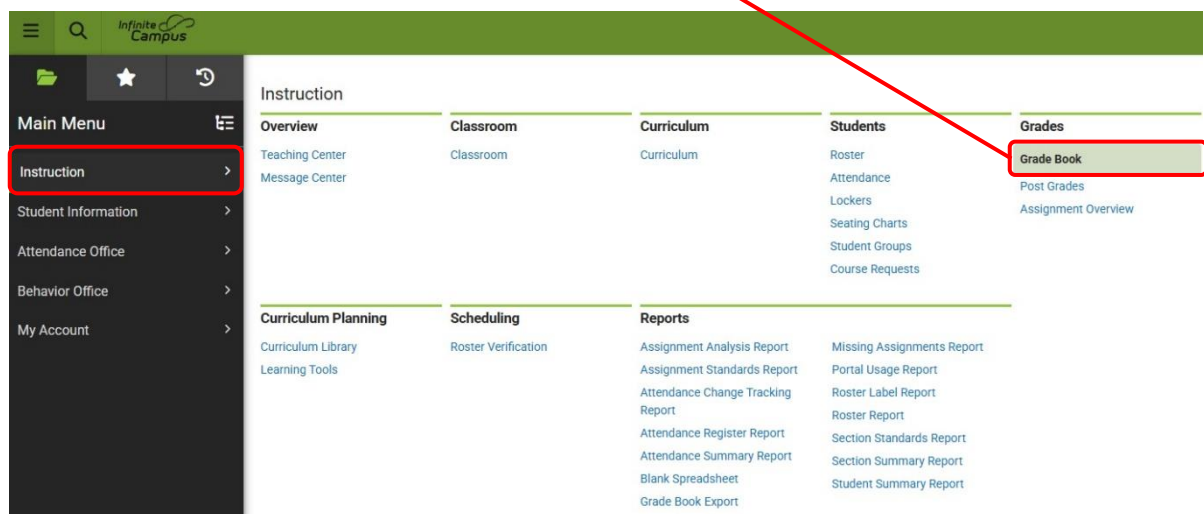 Infinite
Campus
Instruction
Main Menu
Instruction
Student Information
Attendance Office
Behavior Office
My Account
Overview
Teaching Center
Message Center
Classroom
Classroom
Curriculum
Curriculum
Students
Roster
Attendance
Lockers
Seating Charts
Student Groups
Course Requests
Grades
Grade Book
Post Grades
Assignment Overview
Curriculum Planning
Curriculum Library
Learning Tools
Scheduling
Roster Verification
Reports
Assignment Analysis Report
Assignment Standards Report
Attendance Change Tracking
Report
Attendance Register Report
Attendance Summary Report
Blank Spreadsheet
Grade Book Export
Missing Assignments Report
Portal Usage Report
Roster Label Report
Roster Report
Section Standards Report
Section Summary Report
Student Summary Report